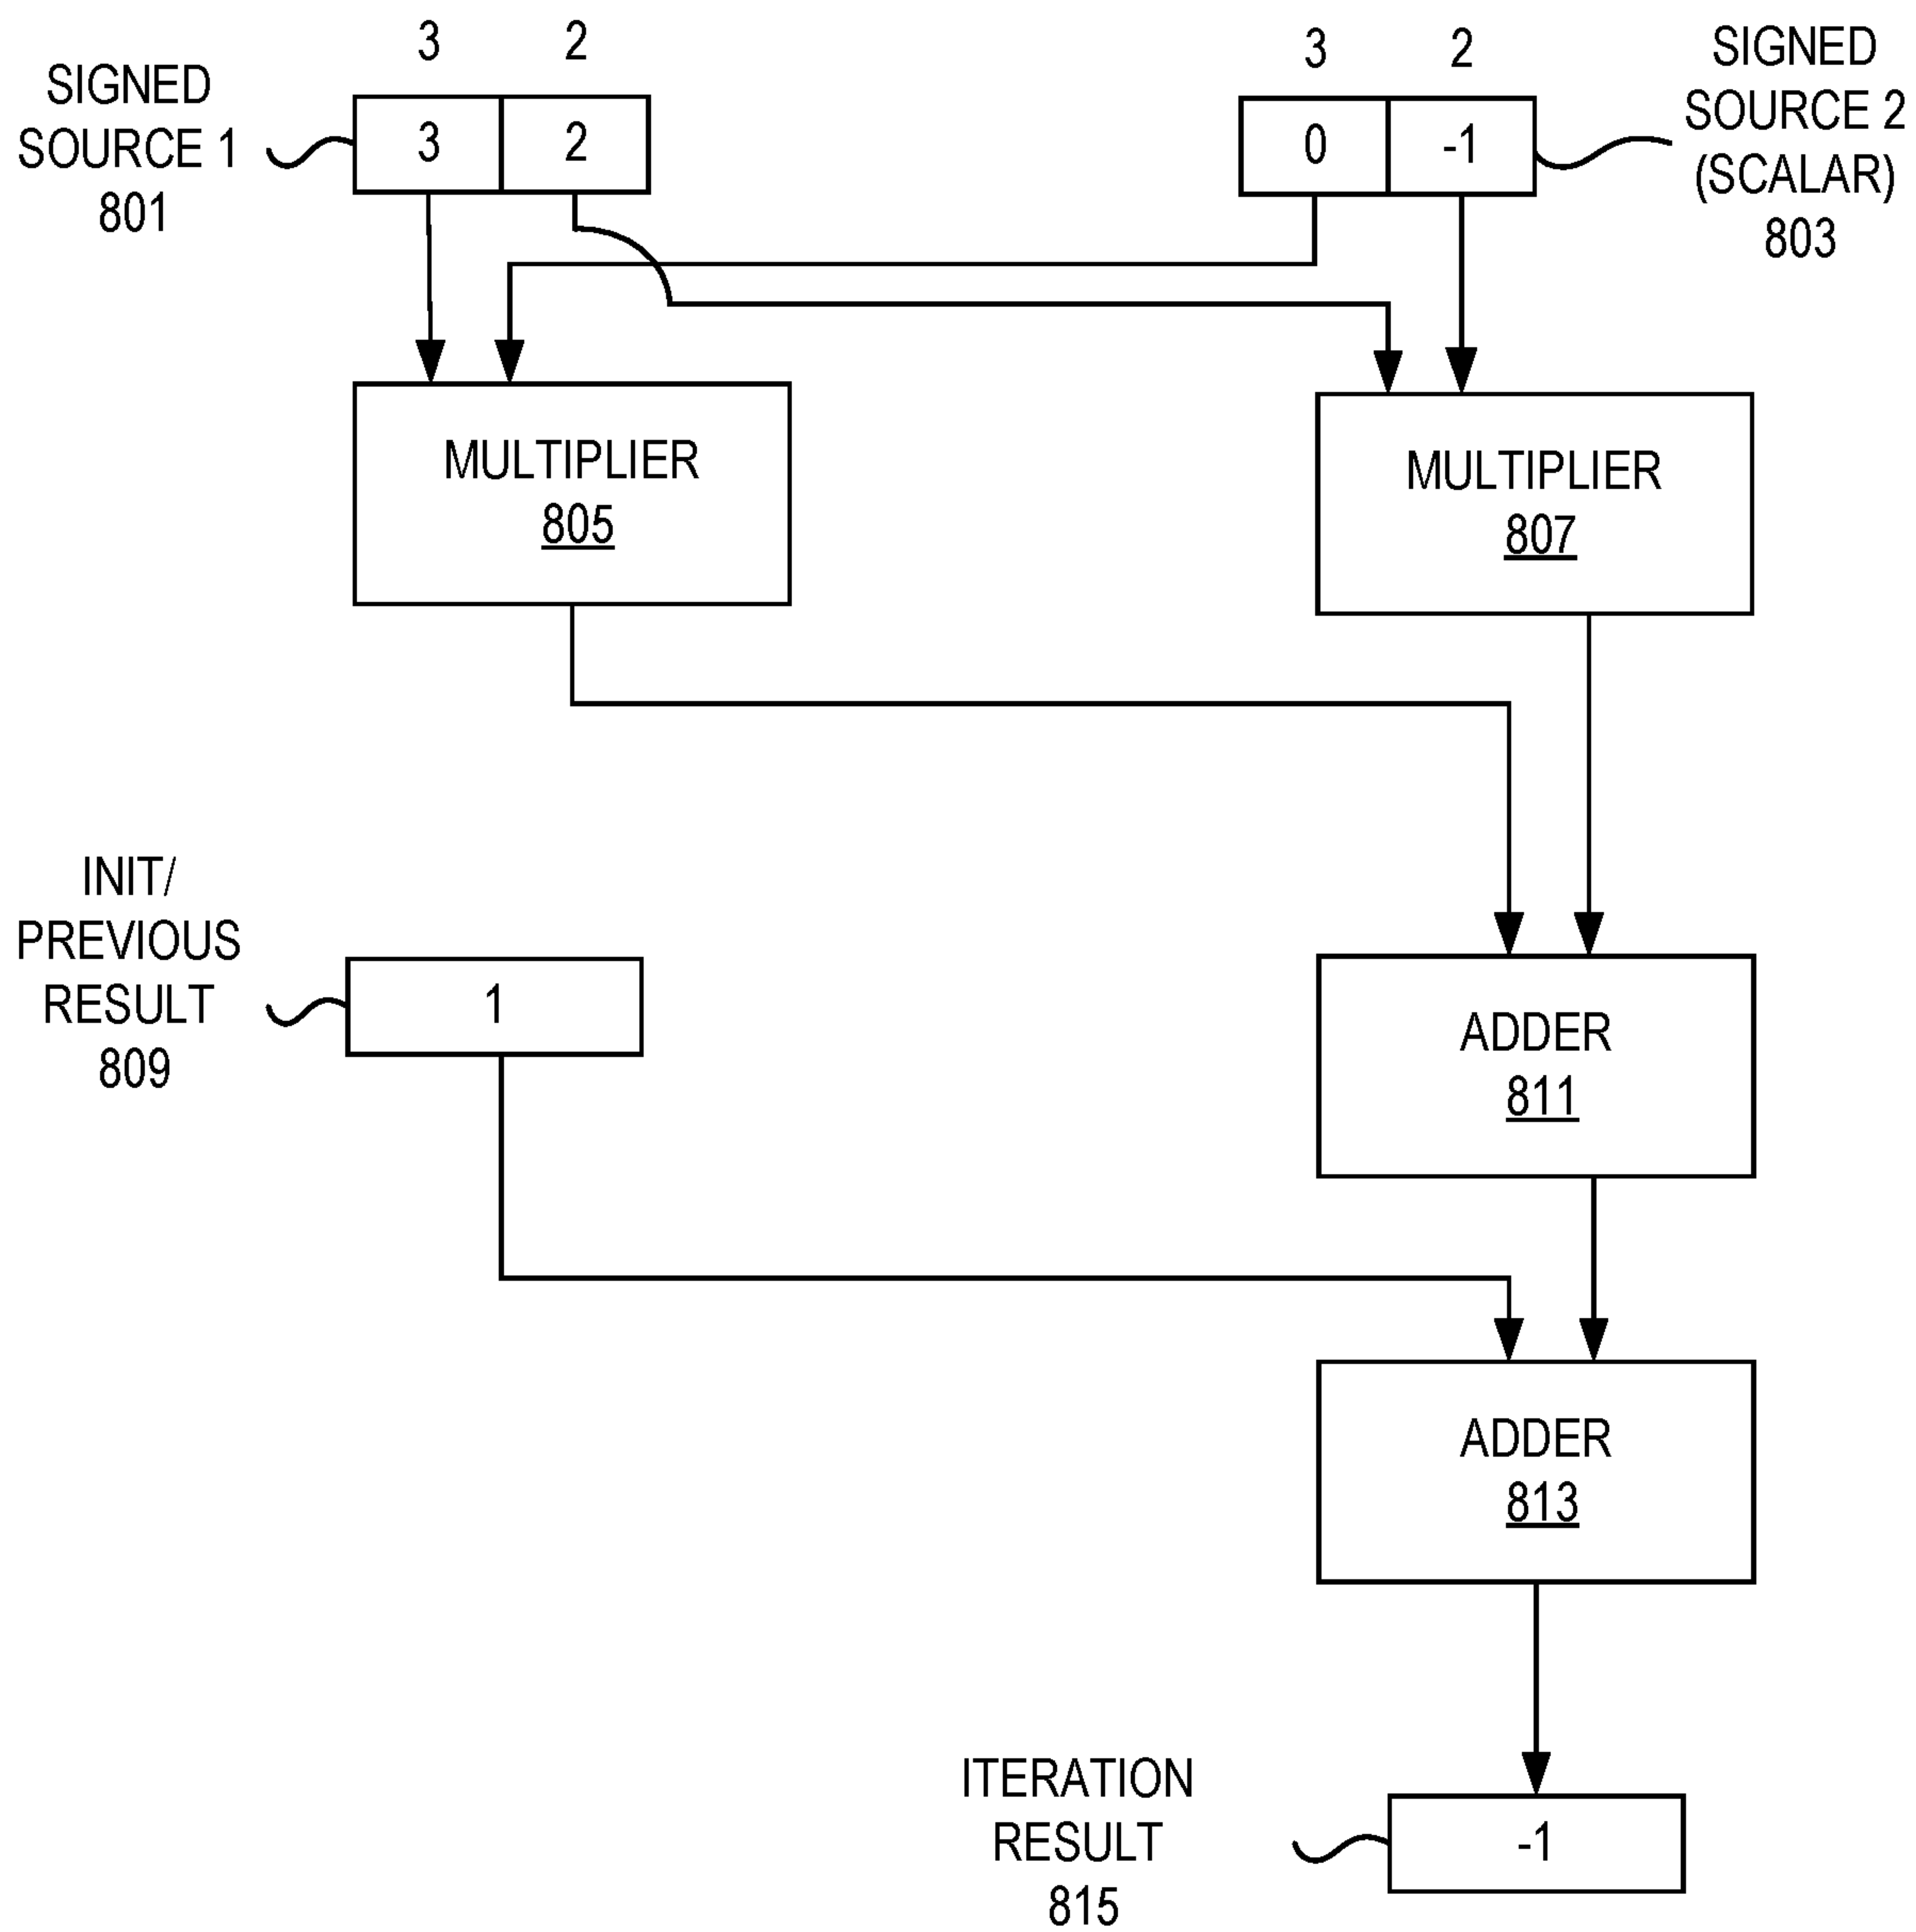 3 2
SIGNED
SOURCE 1
801
3 2
3 2
0 -1
SIGNED
SOURCE 2
(SCALAR)
803
MULTIPLIER
805
MULTIPLIER
807
INIT/
PREVIOUS
RESULT
809
1
ADDER
811
ADDER
813
ITERATION
RESULT
815
-1